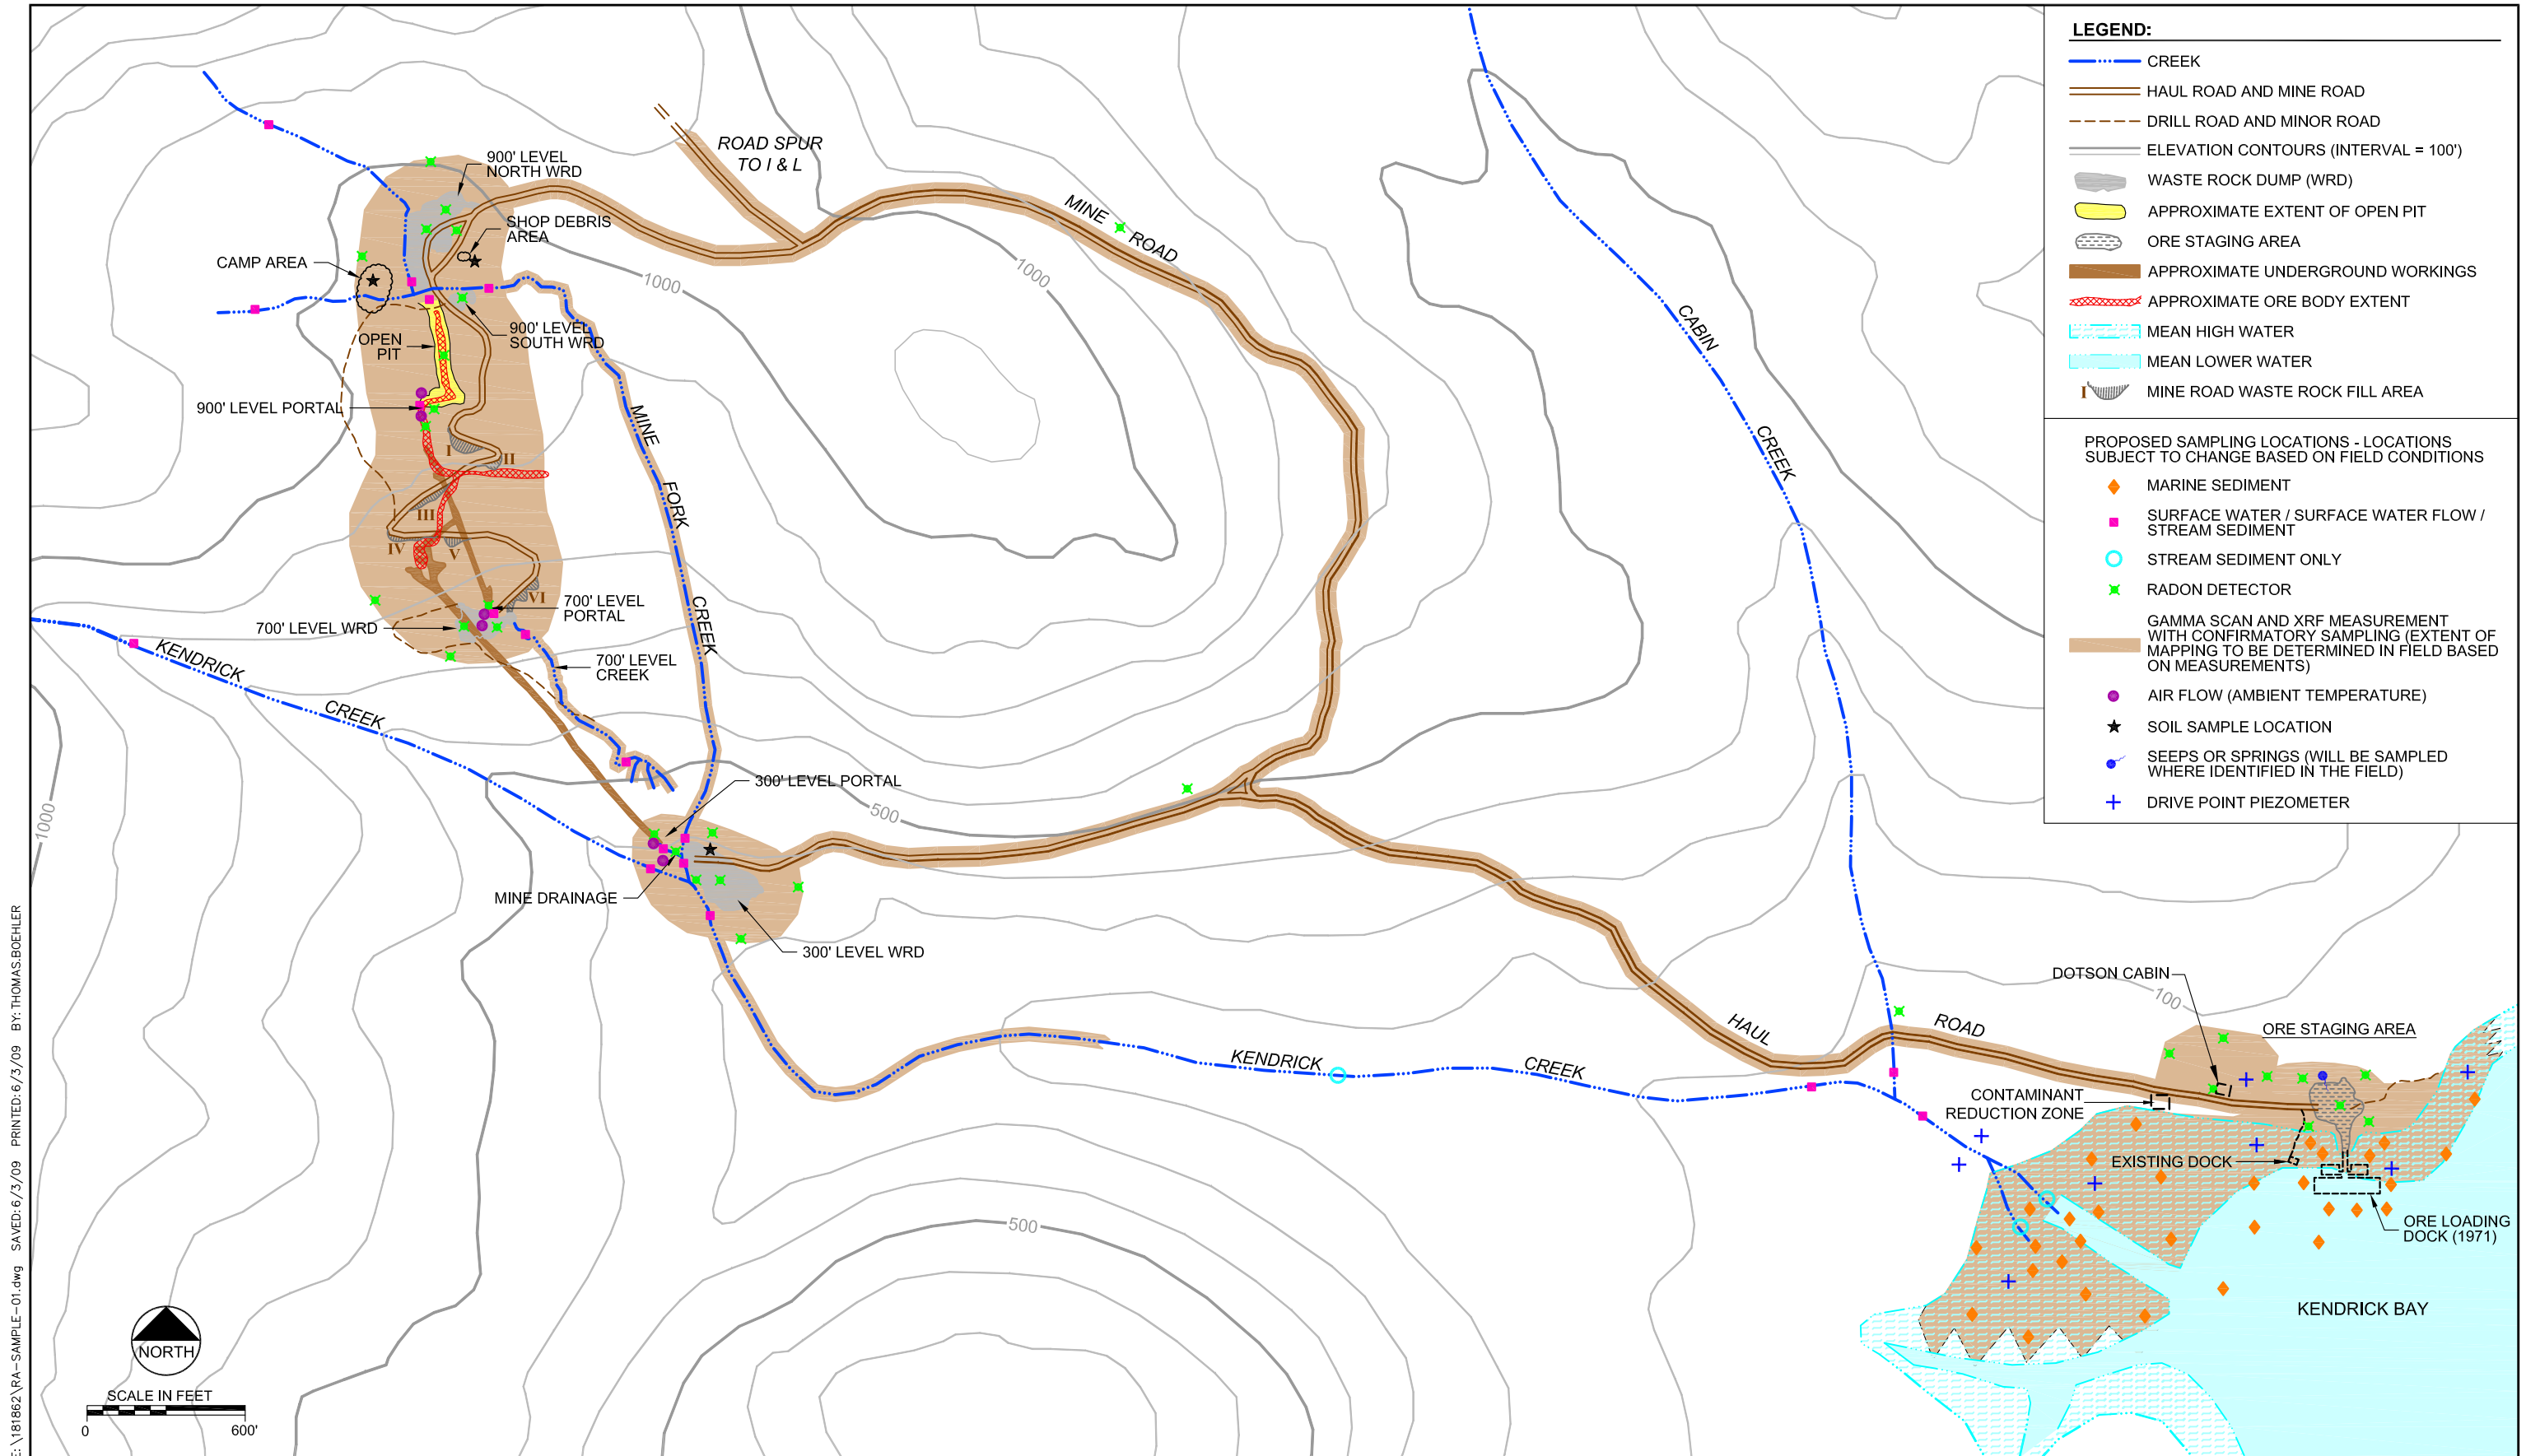 LEGEND:
CREEK
HAUL ROAD AND MINE ROAD
DRILL ROAD AND MINOR ROAD
ELEVATION CONTOURS (INTERVAL = 100')
WASTE ROCK DUMP (WRD)
APPROXIMATE EXTENT OF OPEN PIT
ORE STAGING AREA
APPROXIMATE UNDERGROUND WORKINGS
APPROXIMATE ORE BODY EXTENT
MEAN HIGH WATER
MEAN LOWER WATER
I
MINE ROAD WASTE ROCK FILL AREA
PROPOSED SAMPLING LOCATIONS - LOCATIONS
SUBJECT TO CHANGE BASED ON FIELD CONDITIONS
MARINE SEDIMENT
SURFACE WATER / SURFACE WATER FLOW /
STREAM SEDIMENT
STREAM SEDIMENT ONLY
RADON DETECTOR
GAMMA SCAN AND XRF MEASUREMENT
WITH CONFIRMATORY SAMPLING (EXTENT OF
MAPPING TO BE DETERMINED IN FIELD BASED
ON MEASUREMENTS)
AIR FLOW (AMBIENT TEMPERATURE)
SOIL SAMPLE LOCATION
SEEPS OR SPRINGS (WILL BE SAMPLED
WHERE IDENTIFIED IN THE FIELD)
DRIVE POINT PIEZOMETER
ROAD SPUR
TO I & L
900' LEVEL
NORTH WRD
SHOP DEBRIS
AREA
CAMP AREA
MINE ROAD
1000
1000
900' LEVEL
SOUTH WRD
OPEN
PIT
900' LEVEL PORTAL
I
II
III
IV
V
VI
MINE FORK CREEK
CABIN CREEK
700' LEVEL
PORTAL
700' LEVEL WRD
700' LEVEL
CREEK
KENDRICK CREEK
300' LEVEL PORTAL
500
1000
MINE DRAINAGE
300' LEVEL WRD
KENDRICK CREEK
HAUL ROAD
DOTSON CABIN
100
ORE STAGING AREA
CONTAMINANT
REDUCTION ZONE
EXISTING DOCK
ORE LOADING
DOCK (1971)
KENDRICK BAY
500
NORTH
SCALE IN FEET
0 600'
E:\181862\RA-SAMPLE-01.dwg SAVED: 6/3/09 PRINTED: 6/3/09 BY: THOMAS.BOEHLER